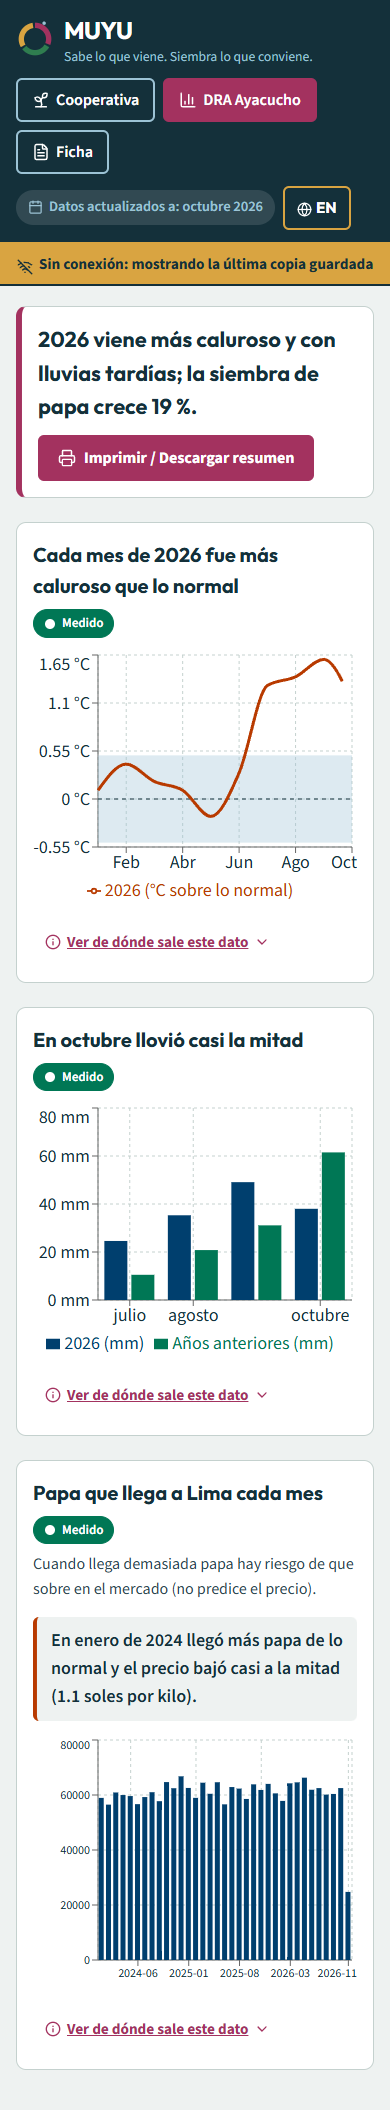 MUYU
Sabe lo que viene. Siembra lo que conviene.
Cooperativa
DRA Ayacucho
Ficha
Datos actualizados a: octubre 2026
EN
Sin conexión: mostrando la última copia guardada
2026 viene más caluroso y con
lluvias tardías; la siembra de
papa crece 19 %.
Imprimir / Descargar resumen
Cada mes de 2026 fue más
caluroso que lo normal
Medido
1.65 °C
1.1 °C
0.55 °C
0 °C
-0.55 °C
Feb Abr Jun Ago Oct
2026 (°C sobre lo normal)
Ver de dónde sale este dato
En octubre llovió casi la mitad
Medido
80 mm
60 mm
40 mm
20 mm
0 mm
julio agosto octubre
2026 (mm) Años anteriores (mm)
Ver de dónde sale este dato
Papa que llega a Lima cada mes
Medido
Cuando llega demasiada papa hay riesgo de que
sobre en el mercado (no predice el precio).
En enero de 2024 llegó más papa de lo
normal y el precio bajó casi a la mitad
(1.1 soles por kilo).
80000
60000
40000
20000
0
2024-06 2025-01 2025-08 2026-03 2026-11
Ver de dónde sale este dato